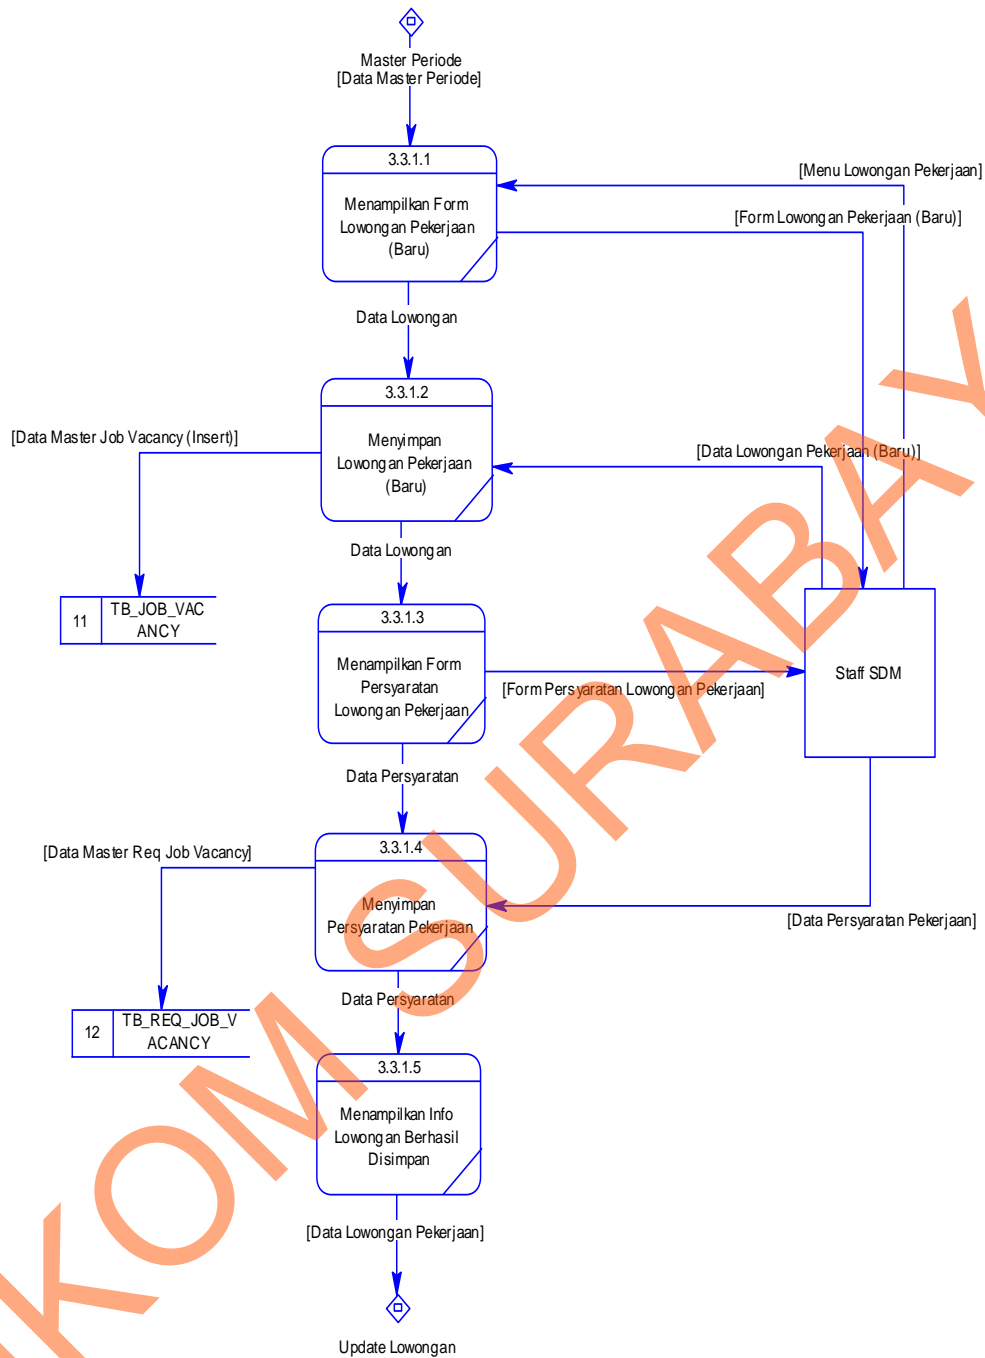 Master Periode
[Data Master Periode]
3.3.1.1
Menampilkan Form
Lowongan Pekerjaan
(Baru)
[Menu Lowongan Pekerjaan]
[Form Lowongan Pekerjaan (Baru)]
Data Lowongan
3.3.1.2
Menyimpan
Lowongan Pekerjaan
(Baru)
[Data Master Job Vacancy (Insert)]
[Data Lowongan Pekerjaan (Baru)]
Data Lowongan
11
TB_JOB_VAC
ANCY
3.3.1.3
Menampilkan Form
Persyaratan
Lowongan Pekerjaan
[Form Persyaratan Lowongan Pekerjaan]
Staff SDM
Data Persyaratan
3.3.1.4
Menyimpan
Persyaratan Pekerjaan
[Data Master Req Job Vacancy]
[Data Persyaratan Pekerjaan]
Data Persyaratan
12
TB_REQ_JOB_V
ACANCY
3.3.1.5
Menampilkan Info
Lowongan Berhasil
Disimpan
[Data Lowongan Pekerjaan]
Update Lowongan
KOM SURABAY